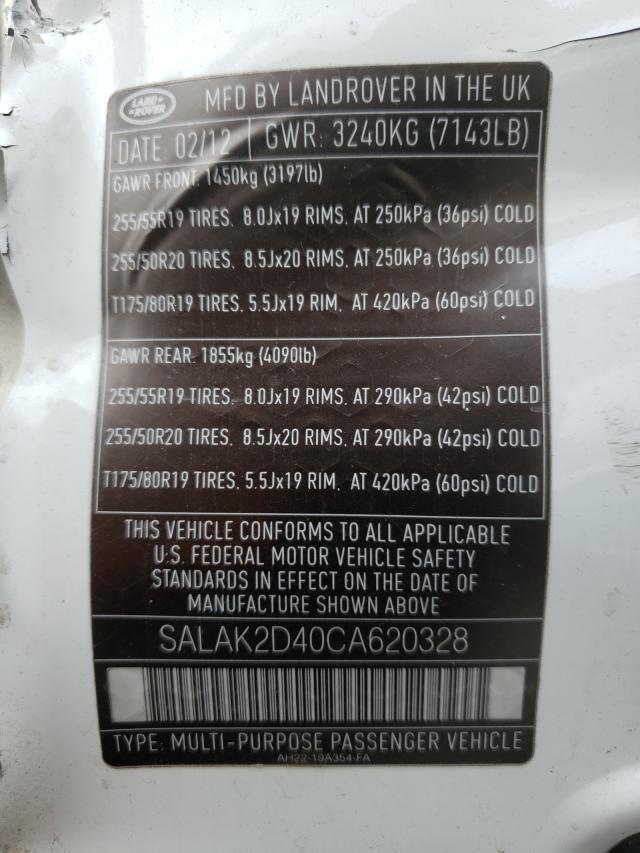 LAND ROVER
MFD BY LANDROVER IN THE UK
DATE: 02/12 GWR: 3240KG (7143LB)
GAWR FRONT: 1450kg (3197lb)
255/55R19 TIRES, 8.0Jx19 RIMS, AT 250kPa (36psi) COLD
255/50R20 TIRES, 8.5Jx20 RIMS, AT 250kPa (36psi) COLD
T175/80R19 TIRES, 5.5Jx19 RIM, AT 420kPa (60psi) COLD
GAWR REAR: 1855kg (4090lb)
255/55R19 TIRES, 8.0Jx19 RIMS, AT 290kPa (42psi) COLD
255/50R20 TIRES, 8.5Jx20 RIMS, AT 290kPa (42psi) COLD
T175/80R19 TIRES, 5.5Jx19 RIM, AT 420kPa (60psi) COLD
THIS VEHICLE CONFORMS TO ALL APPLICABLE
U.S. FEDERAL MOTOR VEHICLE SAFETY
STANDARDS IN EFFECT ON THE DATE OF
MANUFACTURE SHOWN ABOVE
SALAK2D40CA620328
TYPE: MULTI-PURPOSE PASSENGER VEHICLE
AH22-19A354-FA